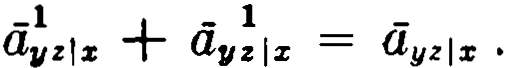 ā¹_{yz|x} + ā_{yz|x}^{1} = ā_{yz|x} .